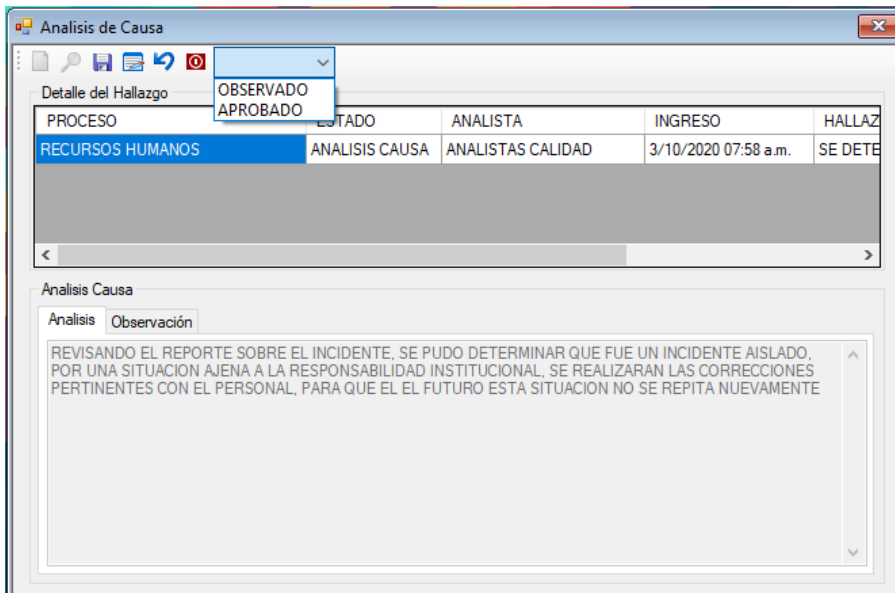 Analisis de Causa
OBSERVADO
APROBADO
Detalle del Hallazgo
PROCESO ESTADO ANALISTA INGRESO HALLAZ
RECURSOS HUMANOS ANALISIS CAUSA ANALISTAS CALIDAD 3/10/2020 07:58 a.m. SE DETE
Analisis Causa
Analisis Observación
REVISANDO EL REPORTE SOBRE EL INCIDENTE, SE PUDO DETERMINAR QUE FUE UN INCIDENTE AISLADO,
POR UNA SITUACION AJENA A LA RESPONSABILIDAD INSTITUCIONAL, SE REALIZARAN LAS CORRECCIONES
PERTINENTES CON EL PERSONAL, PARA QUE EL EL FUTURO ESTA SITUACION NO SE REPITA NUEVAMENTE